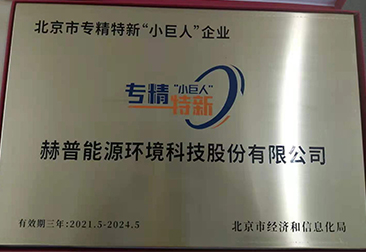 北京市专精特新“小巨人”企业
专精“小巨人”
特新
赫普能源环境科技股份有限公司
有效期三年:2021.5-2024.5
北京市经济和信息化局